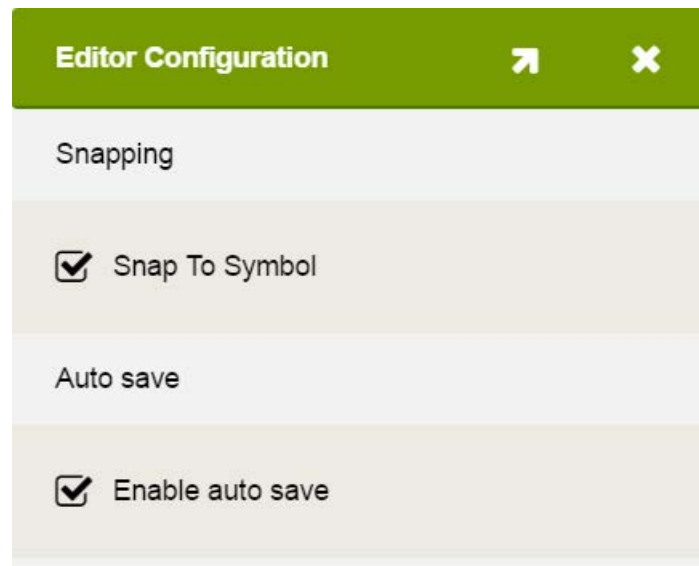 Editor Configuration
Snapping
Snap To Symbol
Auto save
Enable auto save